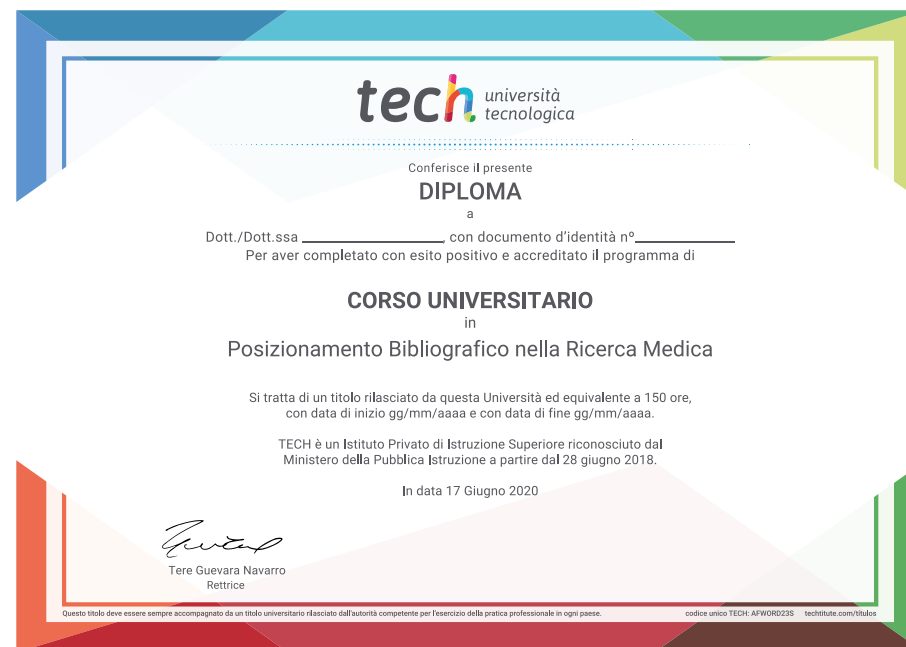 tech università
tecnologica
Conferisce il presente
DIPLOMA
a
Dott./Dott.ssa ________________, con documento d'identità nº____________
Per aver completato con esito positivo e accreditato il programma di
CORSO UNIVERSITARIO
in
Posizionamento Bibliografico nella Ricerca Medica
Si tratta di un titolo rilasciato da questa Università ed equivalente a 150 ore,
con data di inizio gg/mm/aaaa e con data di fine gg/mm/aaaa.
TECH è un Istituto Privato di Istruzione Superiore riconosciuto dal
Ministero della Pubblica Istruzione a partire dal 28 giugno 2018.
In data 17 Giugno 2020
Tere Guevara Navarro
Rettrice
Questo titolo deve essere sempre accompagnato da un titolo universitario rilasciato dall'autorità competente per l'esercizio della pratica professionale in ogni paese. codice unico TECH: AFWORD23S techtitute.com/titulos